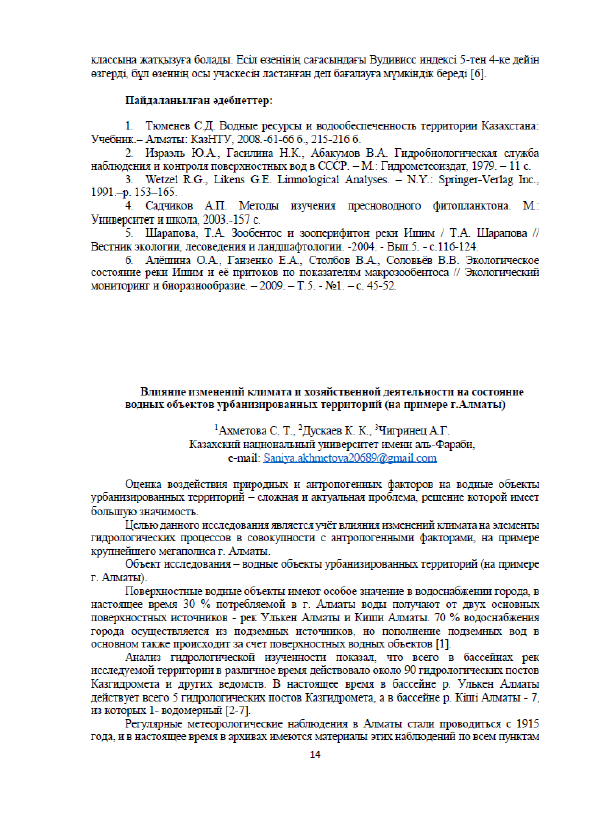 классына жатқызуға болады. Есіл өзенінің сағасындағы Вудивисс индексі 5-тен 4-ке дейін
өзгерді, бұл өзеннің осы учаскесін ластанған деп бағалауға мүмкіндік береді [6].
Пайдаланылған әдебиеттер:
1. Тюменев С.Д. Водные ресурсы и водообеспеченность территории Казахстана:
Учебник.– Алматы: КазНТУ, 2008.-61-66 б., 215-216 б.
2. Израэль Ю.А., Гасилина Н.К., Абакумов В.А. Гидробиологическая служба
наблюдения и контроля поверхностных вод в СССР. – М.: Гидрометсоиздат, 1979. – 11 с.
3. Wetzel R.G., Likens G.E. Limnological Analyses. – N.Y.: Springer-Verlag Inc.,
1991.–p. 153–165.
4. Садчиков А.П. Методы изучения пресноводного фитопланктона. М.:
Университет и школа, 2003.-157 с.
5. Шарапова, Т.А. Зообентос и зооперифитон реки Ишим / Т.А. Шарапова //
Вестник экологии, лесоведения и ландшафтологии. -2004. - Вып.5. - с.116-124.
6. Алёшина О.А., Ганзенко Е.А., Столбов В.А., Соловьёв В.В. Экологическое
состояние реки Ишим и её притоков по показателям макрозообентоса // Экологический
мониторинг и биоразнообразие. – 2009. – Т.5. - №1. – с. 45-52.
Влияние изменений климата и хозяйственной деятельности на состояние
водных объектов урбанизированных территорий (на примере г.Алматы)
¹Ахметова С. Т., ²Дускаев К. К., ³Чигринец А.Г.
Казахский национальный университет имени аль-Фараби,
e-mail: Saniya.akhmetova20689@gmail.com
Оценка воздействия природных и антропогенных факторов на водные объекты
урбанизированных территорий – сложная и актуальная проблема, решение которой имеет
большую значимость.
Целью данного исследования является учёт влияния изменений климата на элементы
гидрологических процессов в совокупности с антропогенными факторами, на примере
крупнейшего мегаполиса г. Алматы.
Объект исследования – водные объекты урбанизированных территорий (на примере
г. Алматы).
Поверхностные водные объекты имеют особое значение в водоснабжении города, в
настоящее время 30 % потребляемой в г. Алматы воды получают от двух основных
поверхностных источников - рек Улькен Алматы и Киши Алматы. 70 % водоснабжения
города осуществляется из подземных источников, но пополнение подземных вод в
основном также происходит за счет поверхностных водных объектов [1].
Анализ гидрологической изученности показал, что всего в бассейнах рек
исследуемой территории в различное время действовало около 90 гидрологических постов
Казгидромета и других ведомств. В настоящее время в бассейне р. Улькен Алматы
действует всего 5 гидрологических постов Казгидромета, а в бассейне р. Кіші Алматы - 7,
из которых 1- водомерный [2-7].
Регулярные метеорологические наблюдения в Алматы стали проводиться с 1915
года, и в настоящее время в архивах имеются материалы этих наблюдений по всем пунктам
14